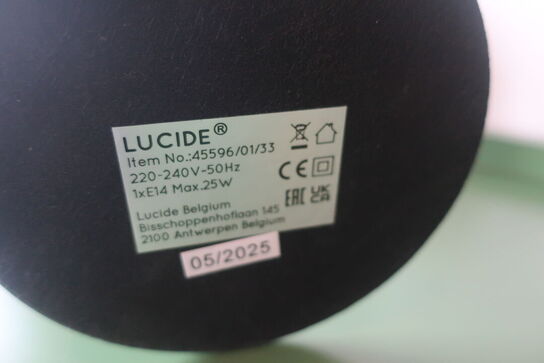 LUCIDE®
Item No.:45596/01/33
220-240V~50Hz
1xE14 Max.25W
CE
Lucide Belgium
Bisschoppenhoflaan 145
2100 Antwerpen Belgium
EAC
UK
CA
05/2025